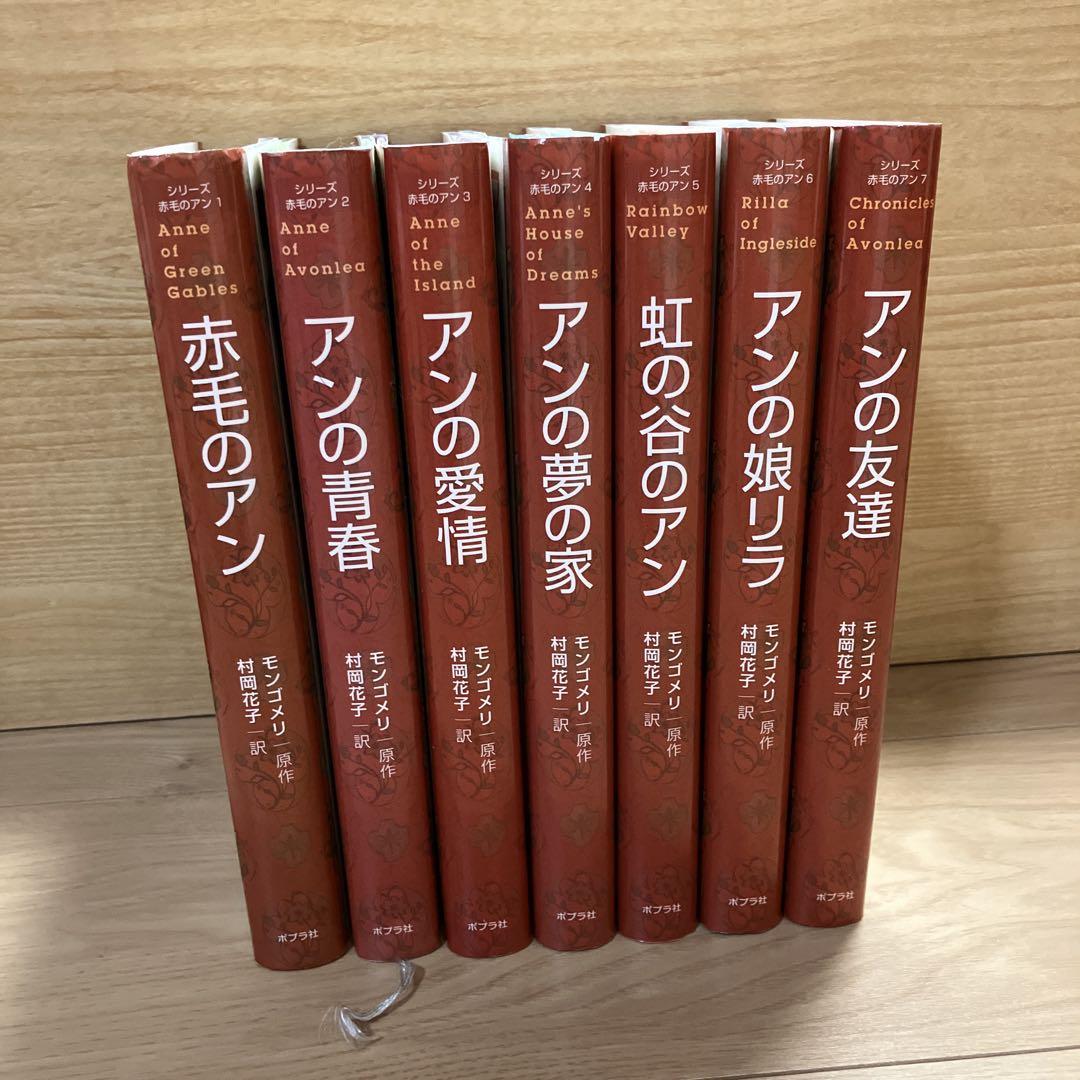 シリーズ
赤毛のアン 1
Anne
of
Green
Gables
赤毛のアン
モンゴメリ｜原作
村岡花子｜訳
ポプラ社
シリーズ
赤毛のアン 2
Anne
of
Avonlea
アンの青春
モンゴメリ｜原作
村岡花子｜訳
ポプラ社
シリーズ
赤毛のアン 3
Anne
of
the
Island
アンの愛情
モンゴメリ｜原作
村岡花子｜訳
ポプラ社
シリーズ
赤毛のアン 4
Anne's
House
of
Dreams
アンの夢の家
モンゴメリ｜原作
村岡花子｜訳
ポプラ社
シリーズ
赤毛のアン 5
Rainbow
Valley
虹の谷のアン
モンゴメリ｜原作
村岡花子｜訳
ポプラ社
シリーズ
赤毛のアン 6
Rilla
of
Ingleside
アンの娘リラ
モンゴメリ｜原作
村岡花子｜訳
ポプラ社
シリーズ
赤毛のアン 7
Chronicles
of
Avonlea
アンの友達
モンゴメリ｜原作
村岡花子｜訳
ポプラ社